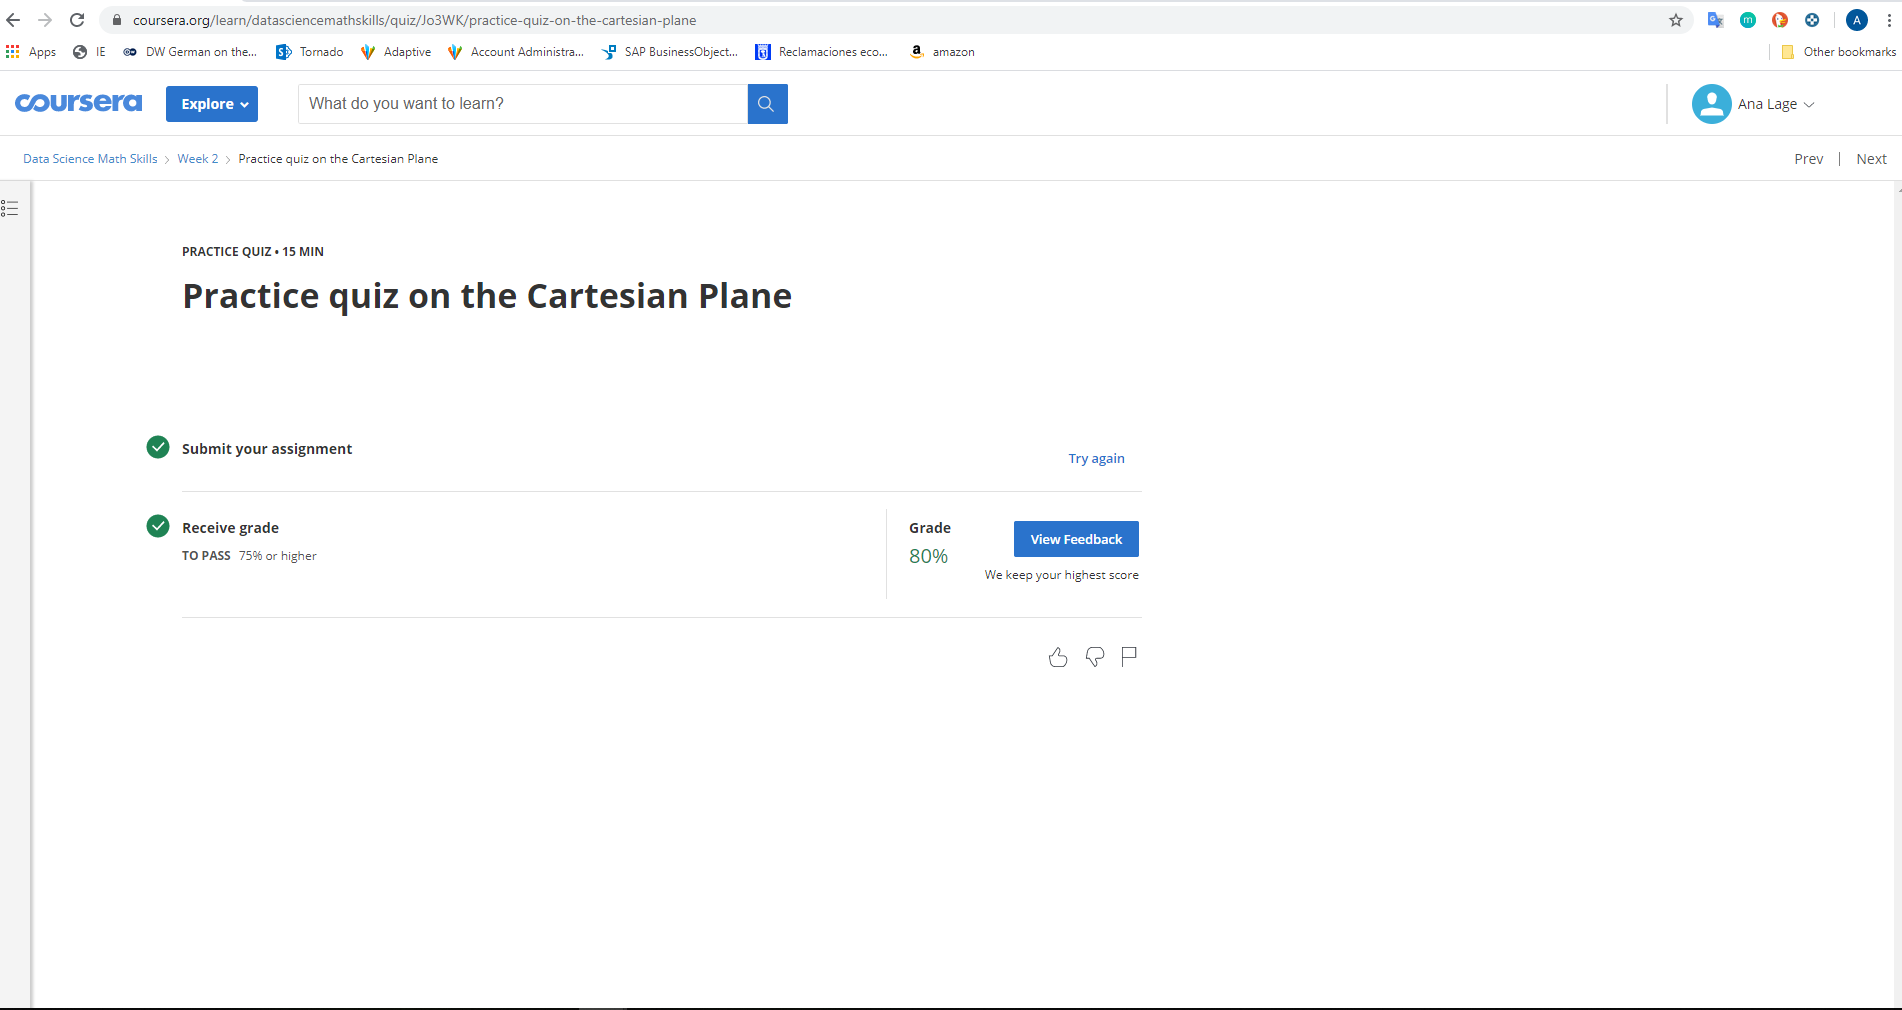 coursera.org/learn/datasciencemathskills/quiz/Jo3WK/practice-quiz-on-the-cartesian-plane
A
Apps IE DW German on the... Tornado Adaptive Account Administra... SAP BusinessObject... Reclamaciones eco... amazon Other bookmarks
coursera Explore What do you want to learn? Ana Lage
Data Science Math Skills > Week 2 > Practice quiz on the Cartesian Plane Prev | Next
PRACTICE QUIZ • 15 MIN
Practice quiz on the Cartesian Plane
Submit your assignment
Try again
Receive grade
TO PASS 75% or higher
Grade
80%
View Feedback
We keep your highest score